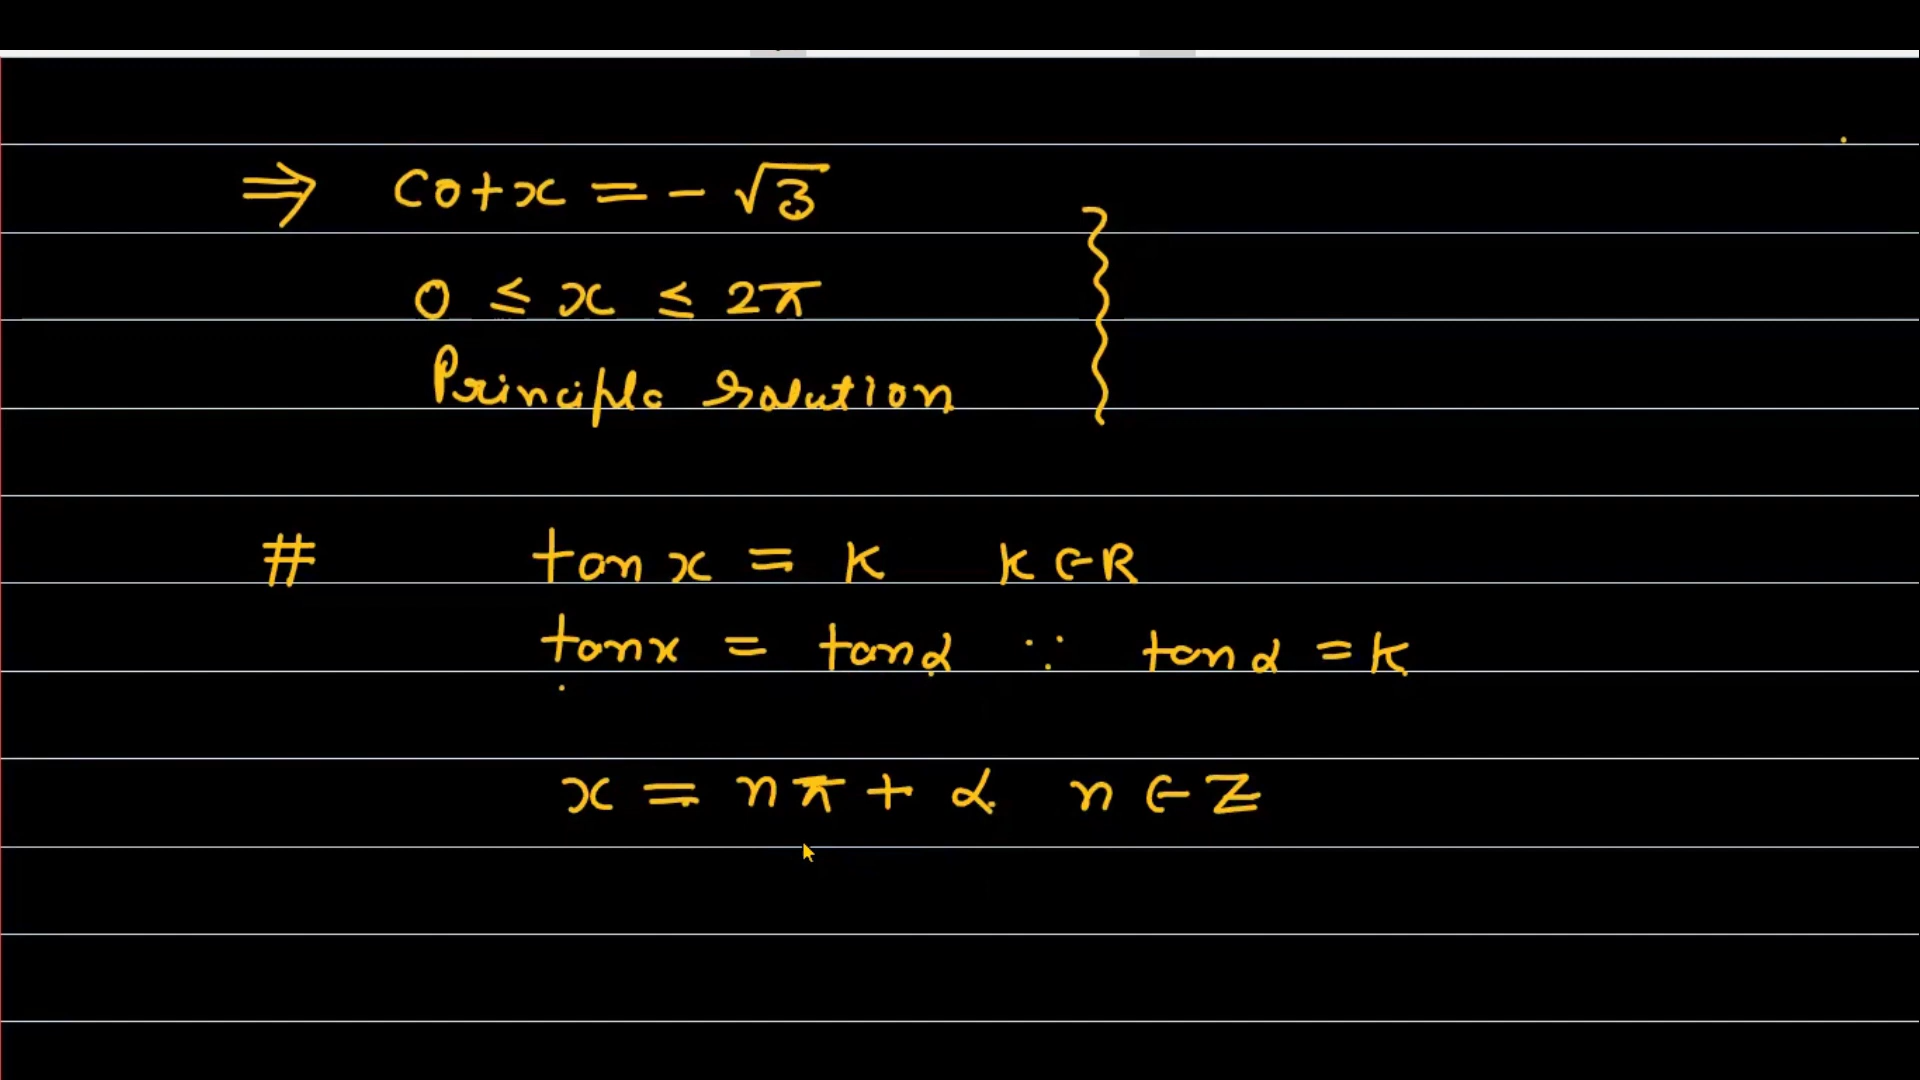 ⇒ cot x = - √3
0 ≤ x ≤ 2π
Principle Solution
# tan x = k k ∈ R
tan x = tan α ∵ tan α = k
x = nπ + α n ∈ Z